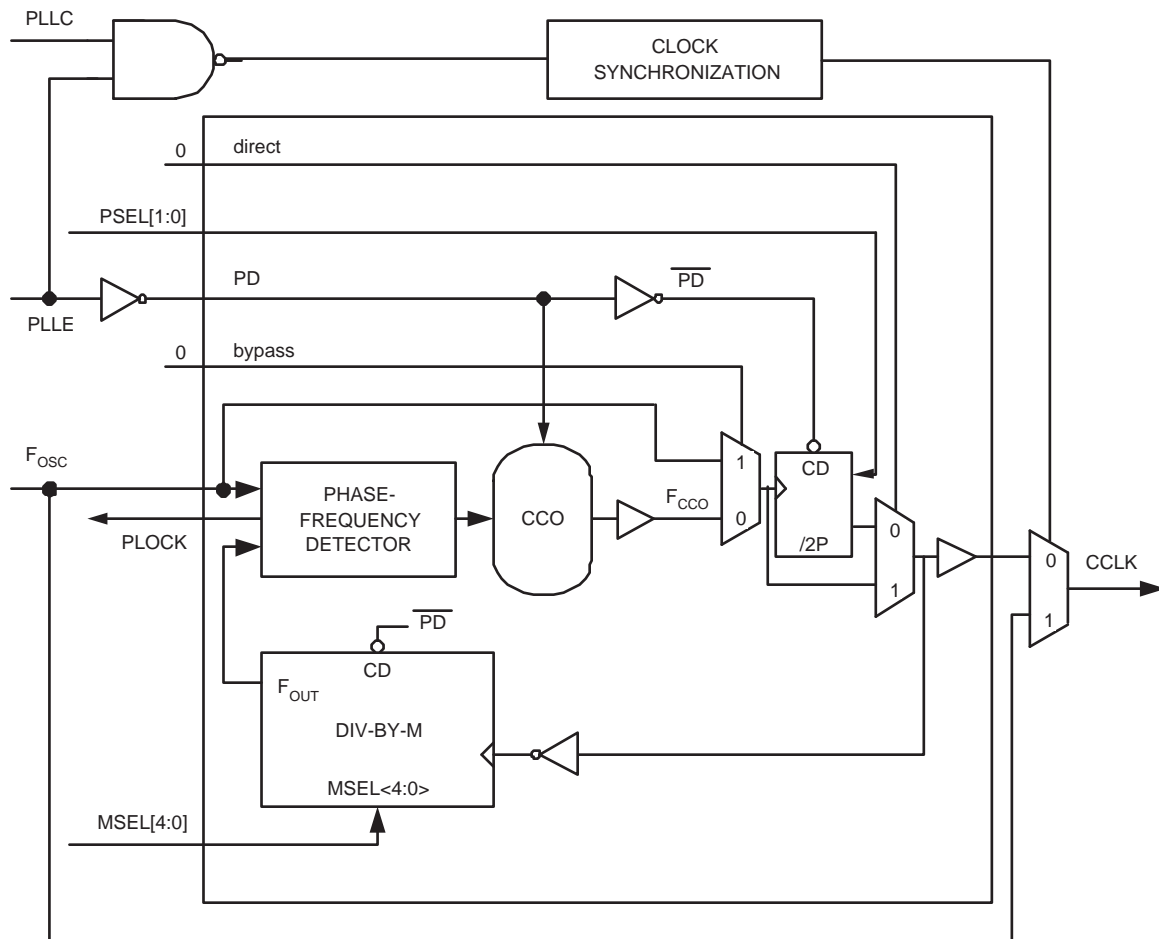 PLLC
CLOCK
SYNCHRONIZATION
0
direct
PSEL[1:0]
PD
PD
PLLE
0
bypass
FOSC
1
CD
PHASE-
FREQUENCY
DETECTOR
CCO
FCCO
0
PLOCK
/2P
0
1
0
CCLK
1
PD
CD
FOUT
DIV-BY-M
MSEL<4:0>
MSEL[4:0]